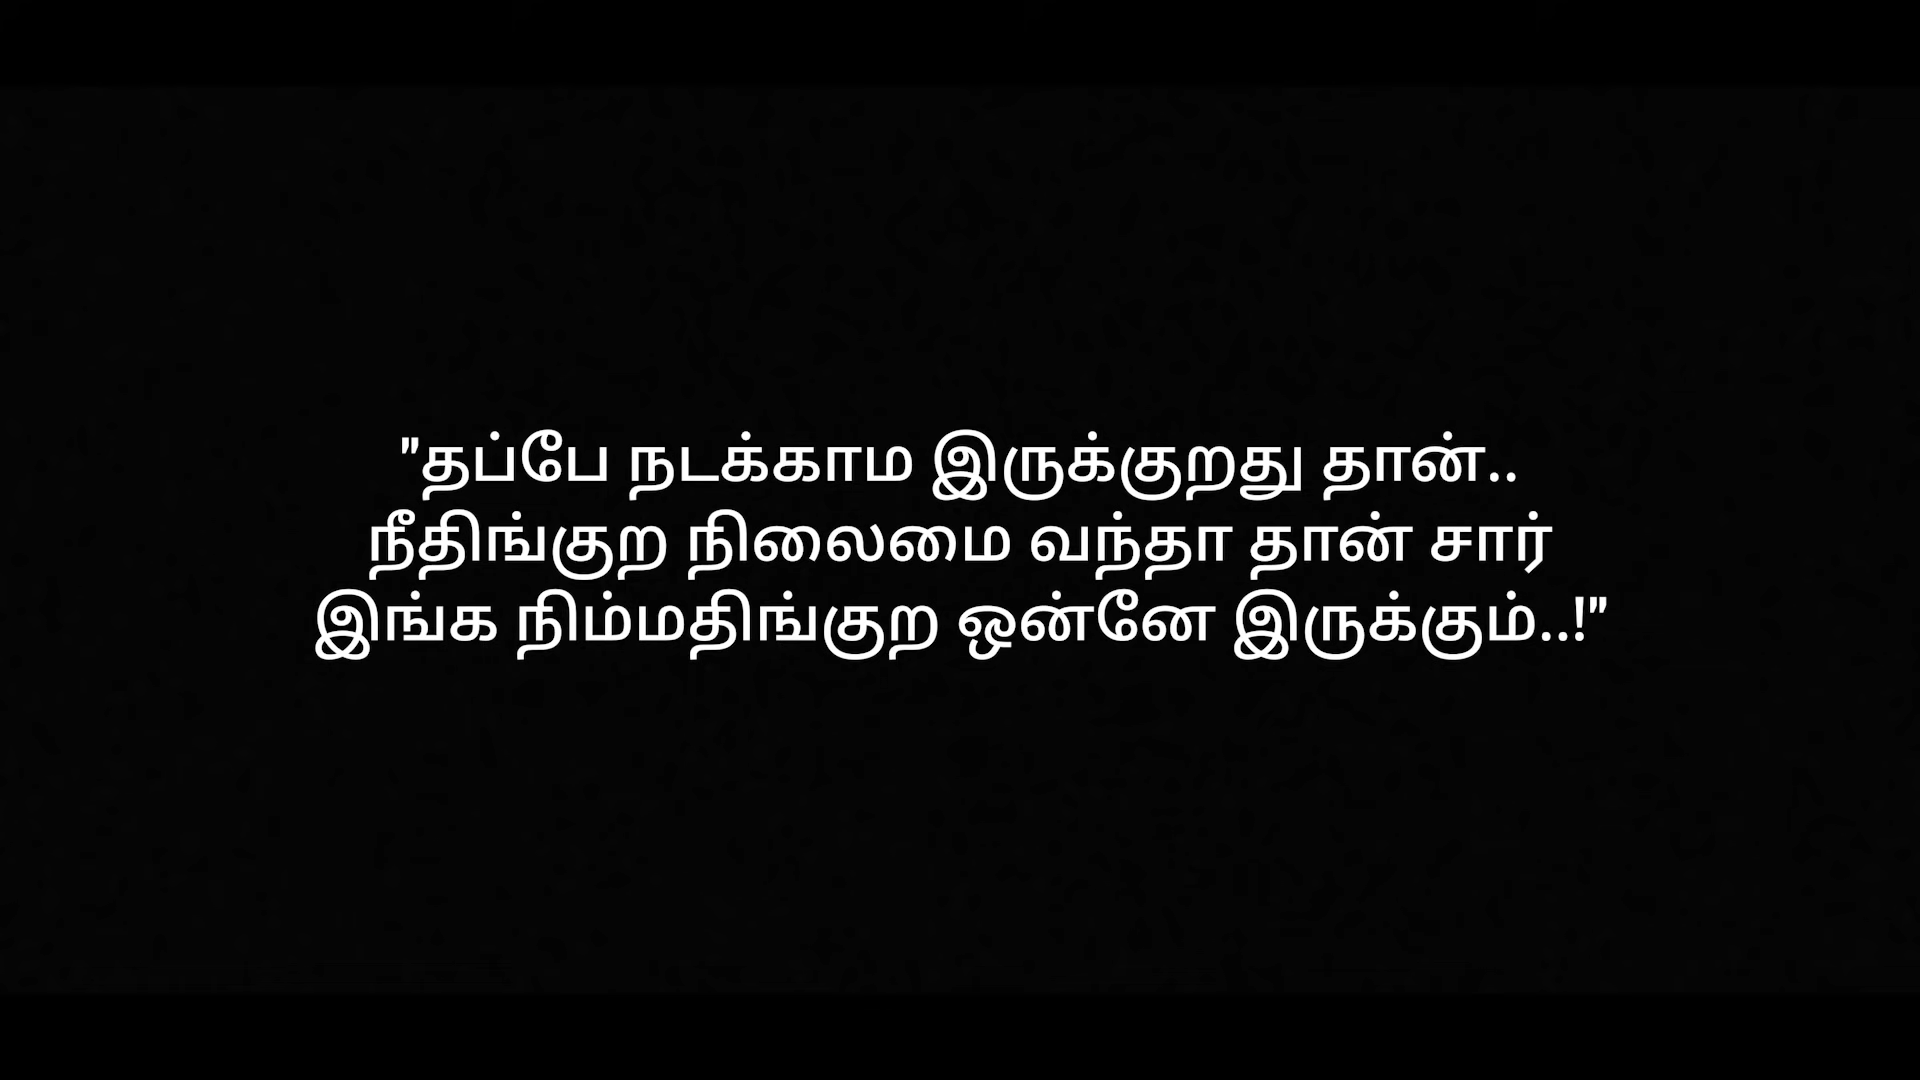 "தப்பே நடக்காம இருக்குறது தான்..
நீதிங்குற நிலைமை வந்தா தான் சார்
இங்க நிம்மதிங்குற ஒன்னே இருக்கும்..!"